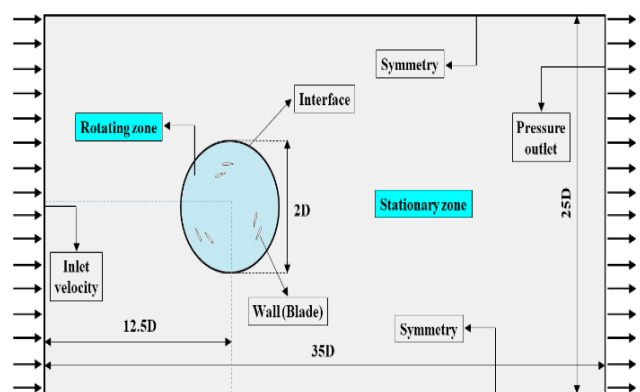 Symmetry
Interface
Rotating zone
Pressure
outlet
2D
Stationary zone
25D
Inlet
velocity
Wall (Blade)
12.5D
Symmetry
35D